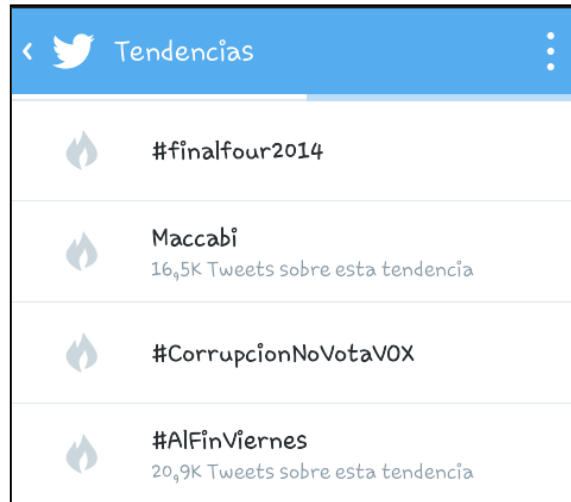 Tendencias
#finalfour2014
Maccabi
16,5K Tweets sobre esta tendencia
#CorrupcionNoVotaVOX
#AlFinViernes
20,9K Tweets sobre esta tendencia